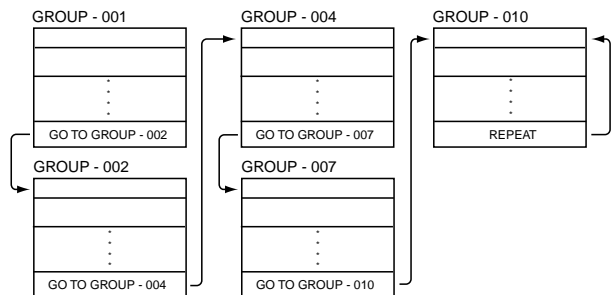 GROUP - 001
GO TO GROUP - 002
GROUP - 002
GO TO GROUP - 004
GROUP - 004
GO TO GROUP - 007
GROUP - 007
GO TO GROUP - 010
GROUP - 010
REPEAT